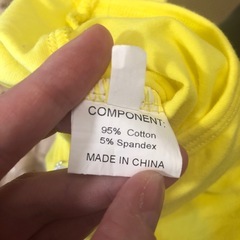 COMPONENT:
95% Cotton
5% Spandex
MADE IN CHINA